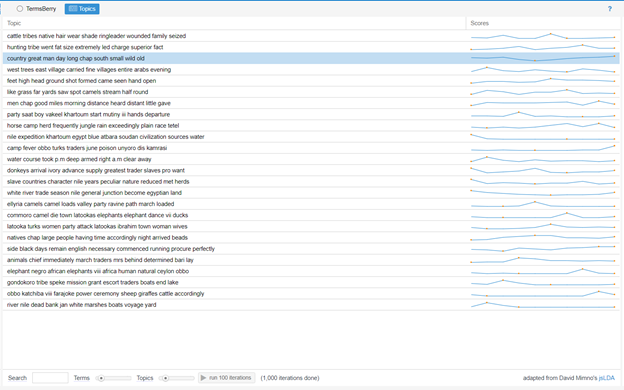 TermsBerry Topics ?
Topic Scores
cattle tribes native hair wear shade ringleader wounded family seized
hunting tribe went fat size extremely led charge superior fact
country great man day long chap south small wild old
west trees east village carried fine villages entire arabs evening
feet high head ground shot formed came seen hand open
like grass far yards saw spot camels stream half round
men chap good miles morning distance heard distant little gave
party saat boy vakeel khartoum start mutiny iii hands departure
horse camp herd frequently jungle rain exceedingly plain race tetel
nile expedition khartoum egypt blue atbara soudan civilization sources water
camp fever obbo turks traders june poison unyoro dis kamrasi
water course took p m deep armed right a m clear away
donkeys arrival ivory advance supply greatest trader slaves pro want
slave countries character nile years peculiar nature reduced met herds
white river trade season nile general junction become egyptian land
ellyria camels camel loads valley party ravine path march loaded
commoro camel die town latookas elephants elephant dance vii ducks
latooka turks women party attack latookas ibrahim town woman wives
natives chap large people having time accordingly night arrived beads
side black days remain english necessary commenced running procure perfectly
animals chief immediately march traders mrs behind determined bari lay
elephant negro african elephants viii africa human natural ceylon obbo
gondokoro tribe speke mission grant escort traders boats end lake
obbo katchiba viii farajoke power ceremony sheep giraffes cattle accordingly
river nile dead bank jan white marshes boats voyage yard
Search Terms Topics run 100 iterations (1,000 iterations done) adapted from David Mimno's jsLDA